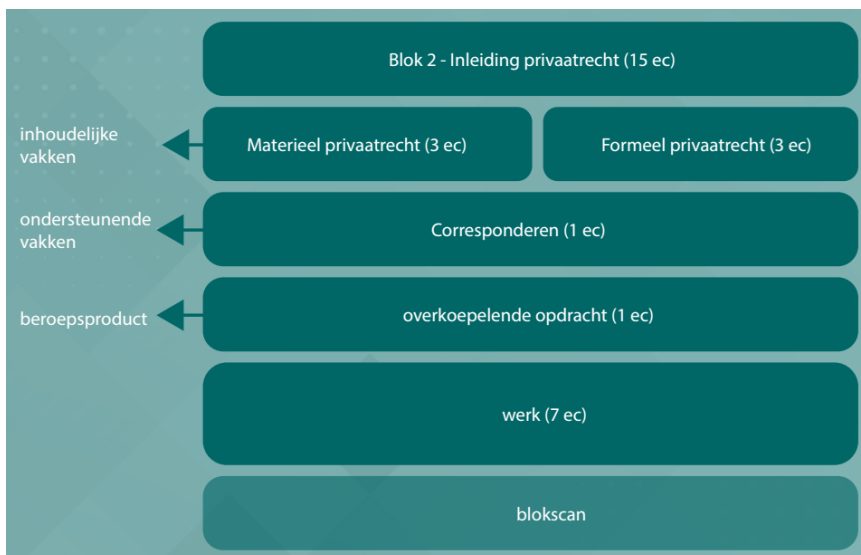 Blok 2 - Inleiding privaatrecht (15 ec)
inhoudelijke
vakken
Materieel privaatrecht (3 ec)
Formeel privaatrecht (3 ec)
ondersteunende
vakken
Corresponderen (1 ec)
beroepsproduct
overkoepelende opdracht (1 ec)
werk (7 ec)
blokscan